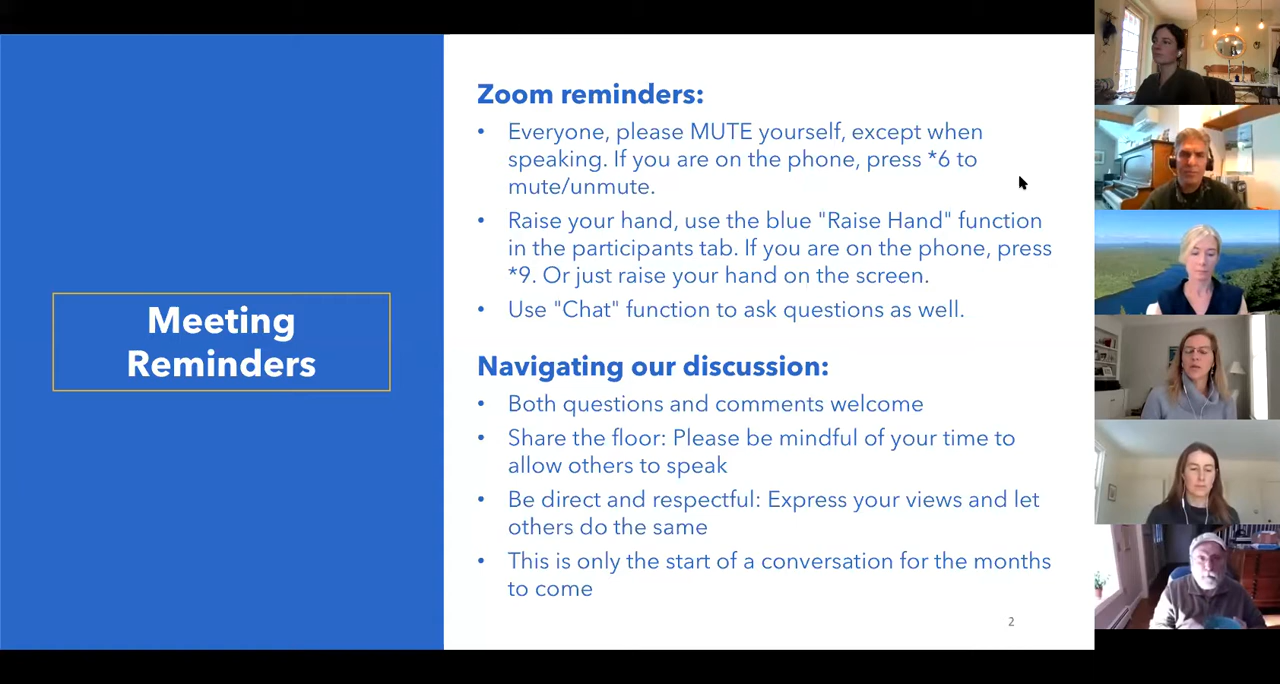 Meeting
Reminders
Zoom reminders:
• Everyone, please MUTE yourself, except when
speaking. If you are on the phone, press *6 to
mute/unmute.
• Raise your hand, use the blue "Raise Hand" function
in the participants tab. If you are on the phone, press
*9. Or just raise your hand on the screen.
• Use "Chat" function to ask questions as well.
Navigating our discussion:
• Both questions and comments welcome
• Share the floor: Please be mindful of your time to
allow others to speak
• Be direct and respectful: Express your views and let
others do the same
• This is only the start of a conversation for the months
to come
2